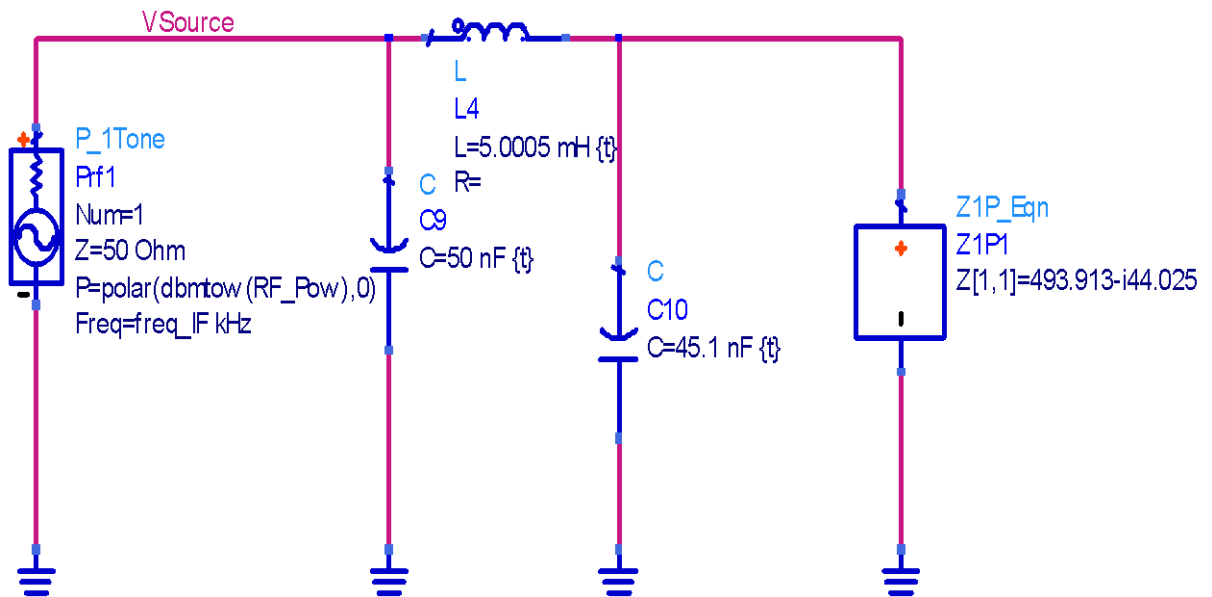 VSource
P_1Tone
Prf1
Num=1
Z=50 Ohm
P=polar(dbmtow(RF_Pow),0)
Freq=freq_IF kHz
C
C9
C=50 nF {t}
L
L4
L=5.0005 mH {t}
R=
C
C10
C=45.1 nF {t}
Z1P_Eqn
Z1P1
Z[1,1]=493.913-i44.025